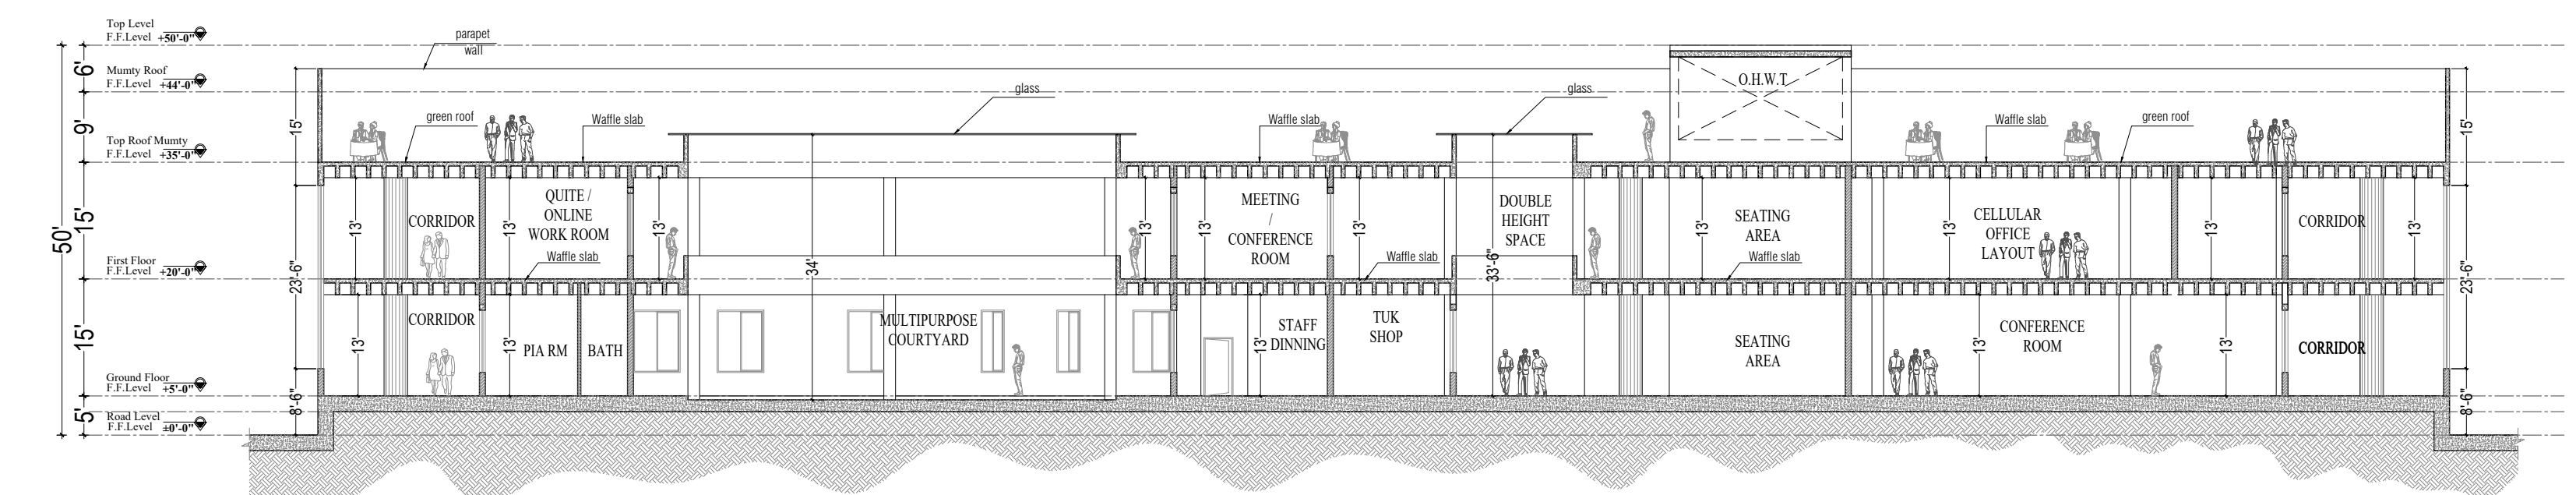 Top Level
F.F.Level +50'-0"
Mumty Roof
F.F.Level +44'-0"
Top Roof Mumty
F.F.Level +35'-0"
First Floor
F.F.Level +20'-0"
Ground Floor
F.F.Level +5'-0"
Road Level
F.F.Level ±0'-0"
50'
6'
9'
15'
15'
5'
15'
23'-6"
8'-6"
parapet
wall
green roof
Waffle slab
glass
Waffle slab
glass
O.H.W.T
Waffle slab
green roof
13'
CORRIDOR
13'
QUITE /
ONLINE
WORK ROOM
13'
Waffle slab
34'
13'
13'
MEETING
/
CONFERENCE
ROOM
13'
Waffle slab
DOUBLE
HEIGHT
SPACE
33'-6"
13'
SEATING
AREA
Waffle slab
13'
CELLULAR
OFFICE
LAYOUT
13'
CORRIDOR
13'
13'
CORRIDOR
13'
PIA RM
BATH
MULTIPURPOSE
COURTYARD
13'
STAFF
DINNING
TUK
SHOP
SEATING
AREA
13'
CONFERENCE
ROOM
13'
CORRIDOR
15'
23'-6"
8'-6"